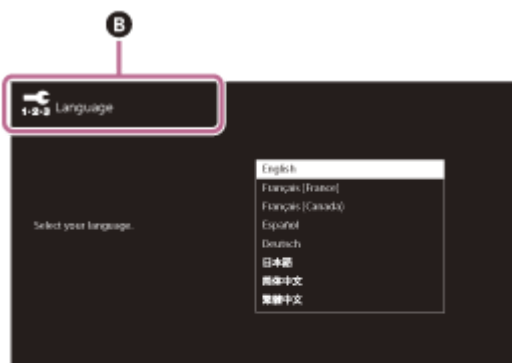 B
1·2·3 Language
English
Français (France)
Français (Canada)
Select your language.
Español
Deutsch
日本語
简体中文
繁體中文